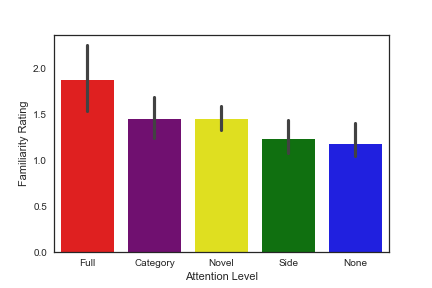 2.0
1.5
1.0
0.5
0.0
Familiarity Rating
Full Category Novel Side None
Attention Level